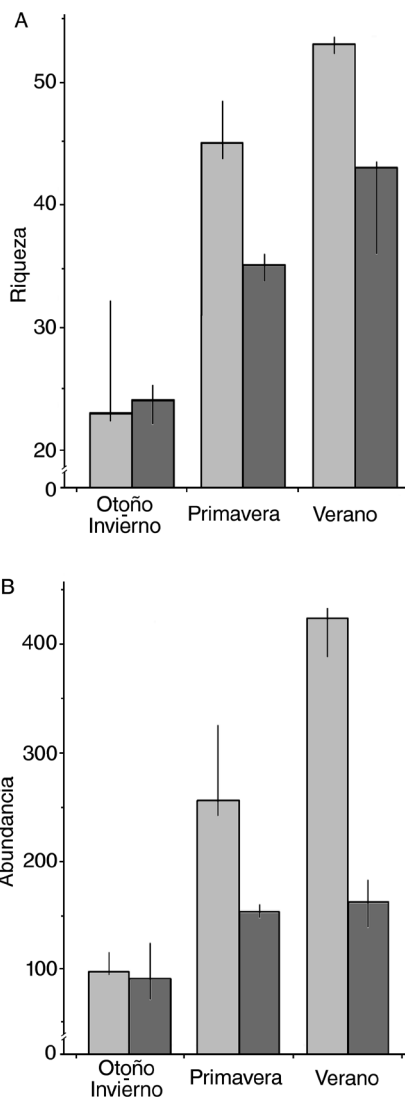 A
Riqueza
50
40
30
20
0
Otoño
Invierno
Primavera
Verano
B
Abundancia
400
300
200
100
0
Otoño
Invierno
Primavera
Verano